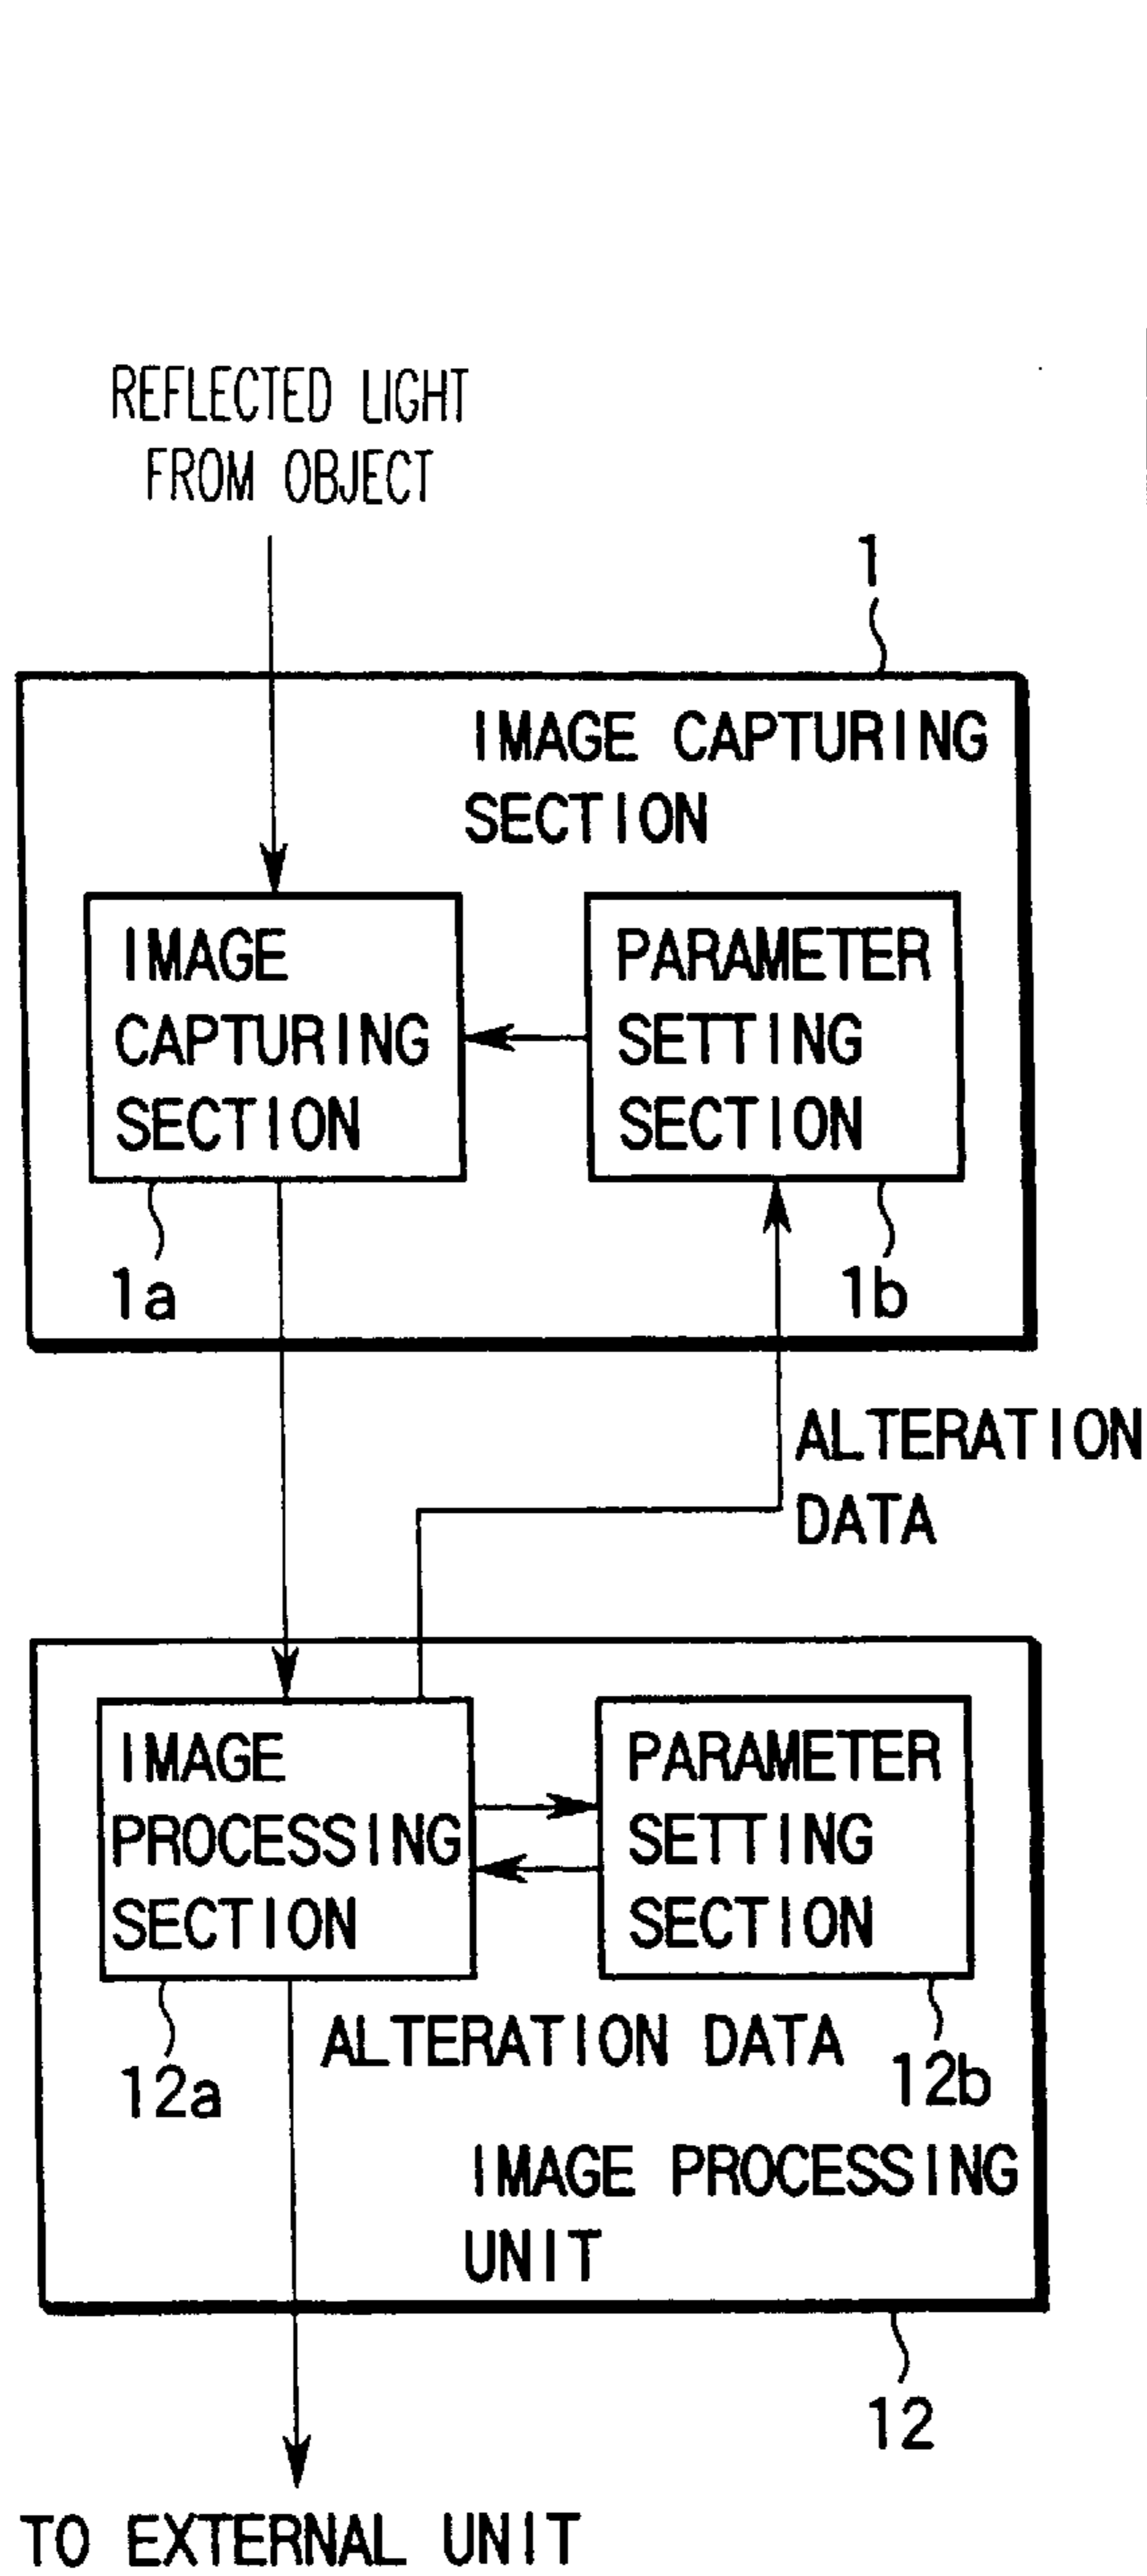 REFLECTED LIGHT
FROM OBJECT
1
IMAGE CAPTURING
SECTION
IMAGE
CAPTURING
SECTION
PARAMETER
SETTING
SECTION
1a
1b
ALTERATION
DATA
IMAGE
PROCESSING
SECTION
PARAMETER
SETTING
SECTION
12a
ALTERATION DATA
12b
IMAGE PROCESSING
UNIT
12
TO EXTERNAL UNIT